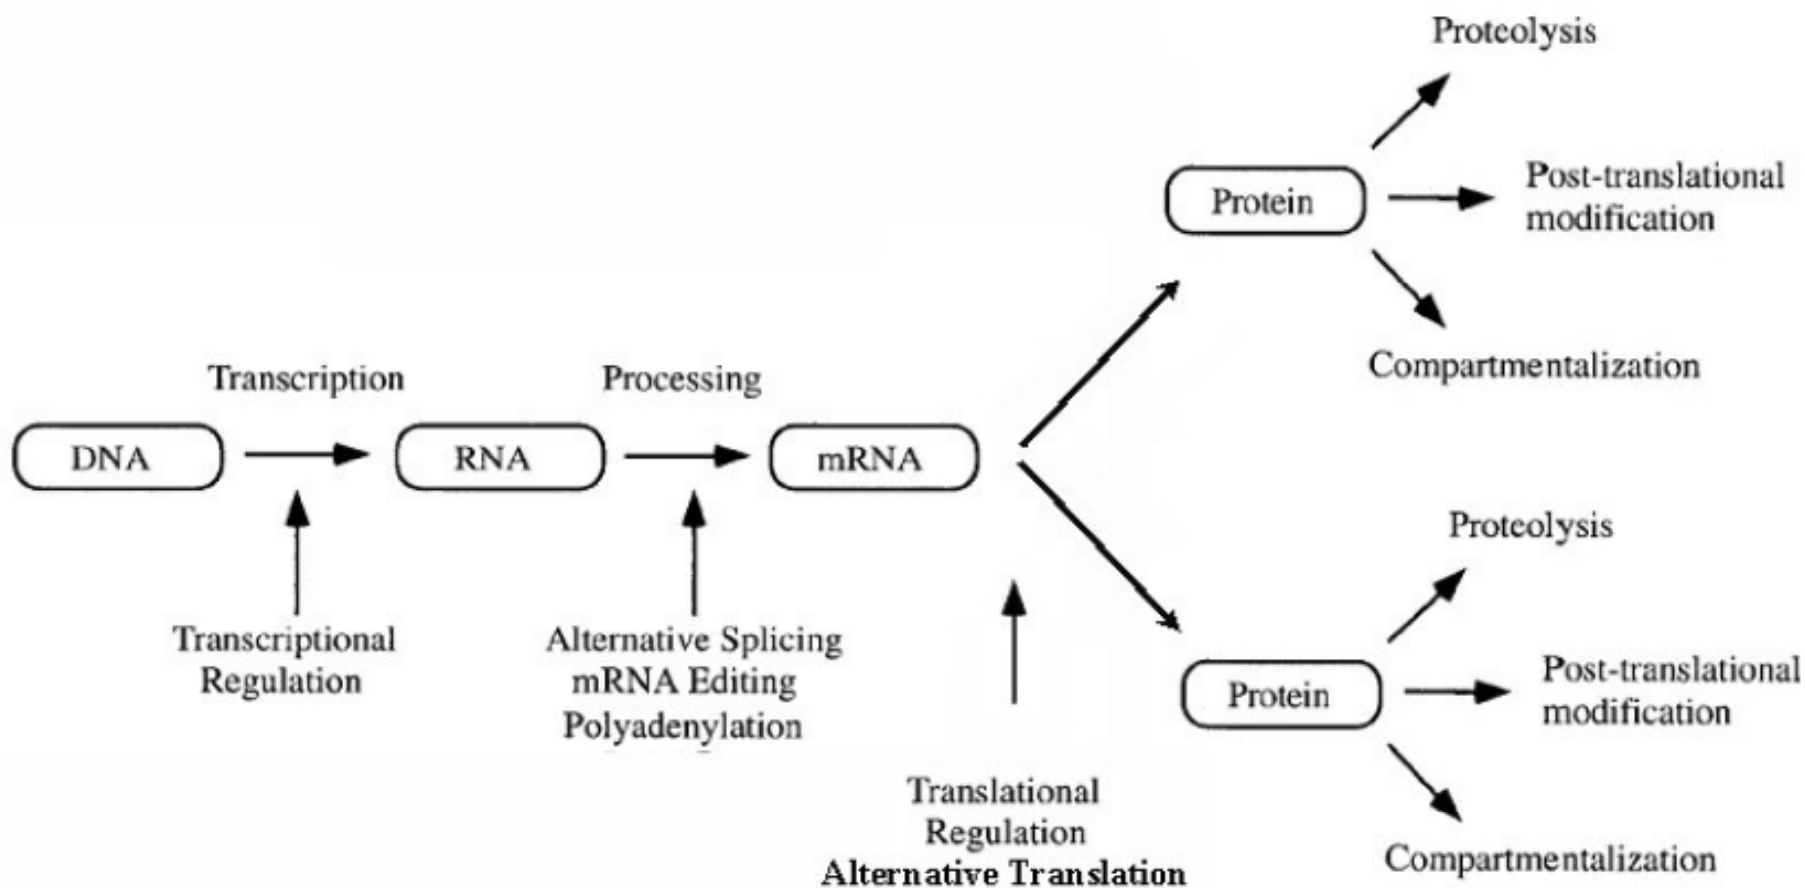 Proteolysis
Post-translational
modification
Protein
Compartmentalization
Transcription
Processing
DNA
RNA
mRNA
Transcriptional
Regulation
Alternative Splicing
mRNA Editing
Polyadenylation
Translational
Regulation
Alternative Translation
Proteolysis
Post-translational
modification
Protein
Compartmentalization